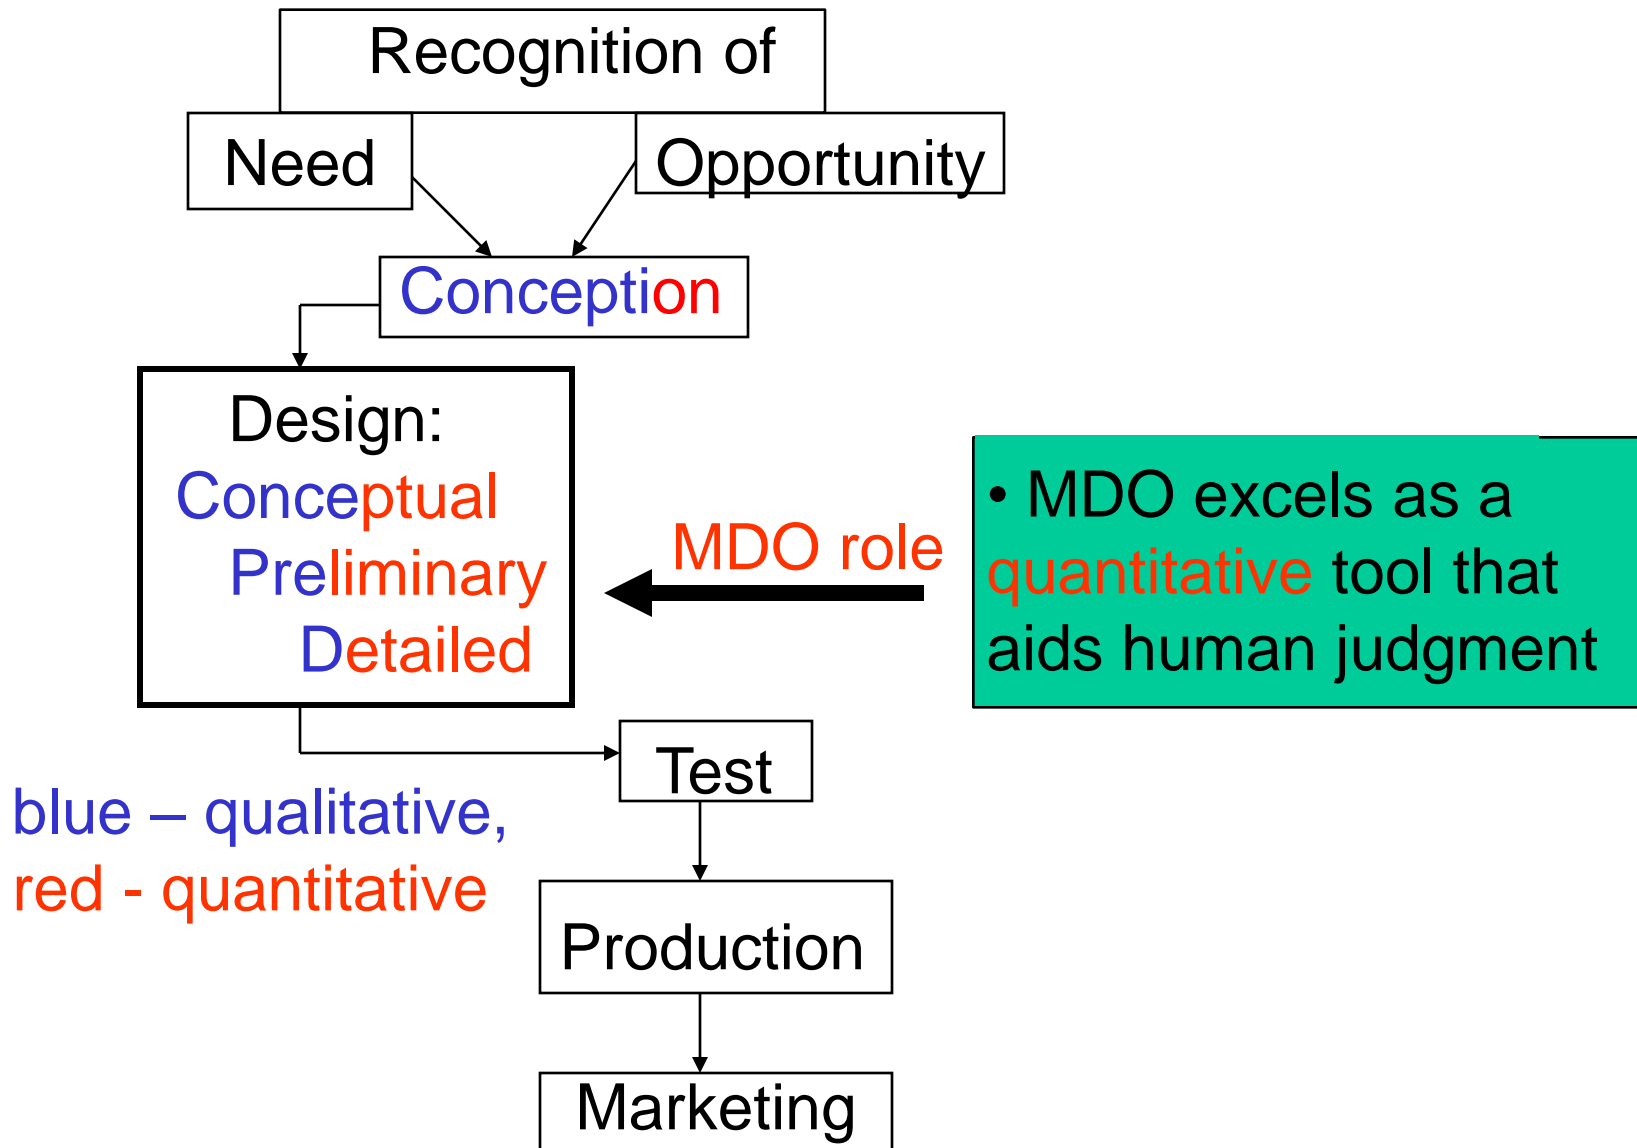 Recognition of
Need
Opportunity
Conception
Design:
Conceptual
Preliminary
Detailed
MDO role
• MDO excels as a
quantitative tool that
aids human judgment
Test
blue – qualitative,
red - quantitative
Production
Marketing